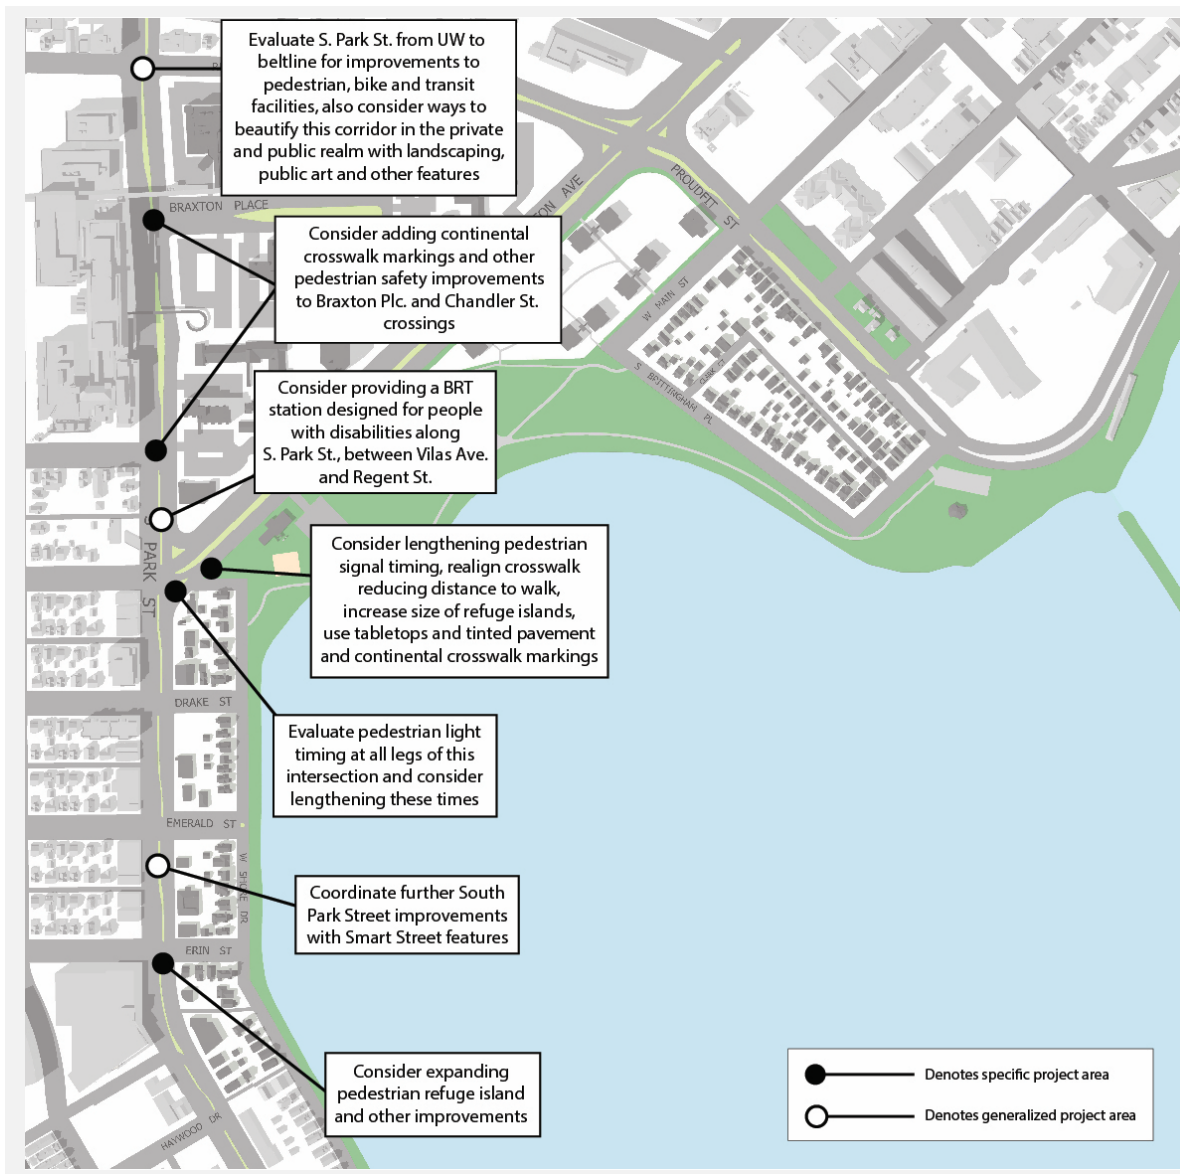 Evaluate S. Park St. from UW to
beltline for improvements to
pedestrian, bike and transit
facilities, also consider ways to
beautify this corridor in the private
and public realm with landscaping,
public art and other features
BRAXTON PLACE
TON AVE
PROUDFIT ST
Consider adding continental
crosswalk markings and other
pedestrian safety improvements
to Braxton Plc. and Chandler St.
crossings
W MAIN ST
S BRITTINGHAM PL
CLARK ST
Consider providing a BRT
station designed for people
with disabilities along
S. Park St., between Vilas Ave.
and Regent St.
S PARK ST
Consider lengthening pedestrian
signal timing, realign crosswalk
reducing distance to walk,
increase size of refuge islands,
use tabletops and tinted pavement
and continental crosswalk markings
DRAKE ST
Evaluate pedestrian light
timing at all legs of this
intersection and consider
lengthening these times
EMERALD ST
W SHORE DR
Coordinate further South
Park Street improvements
with Smart Street features
ERIN ST
Consider expanding
pedestrian refuge island
and other improvements
HAYWOOD DR
Denotes specific project area
Denotes generalized project area